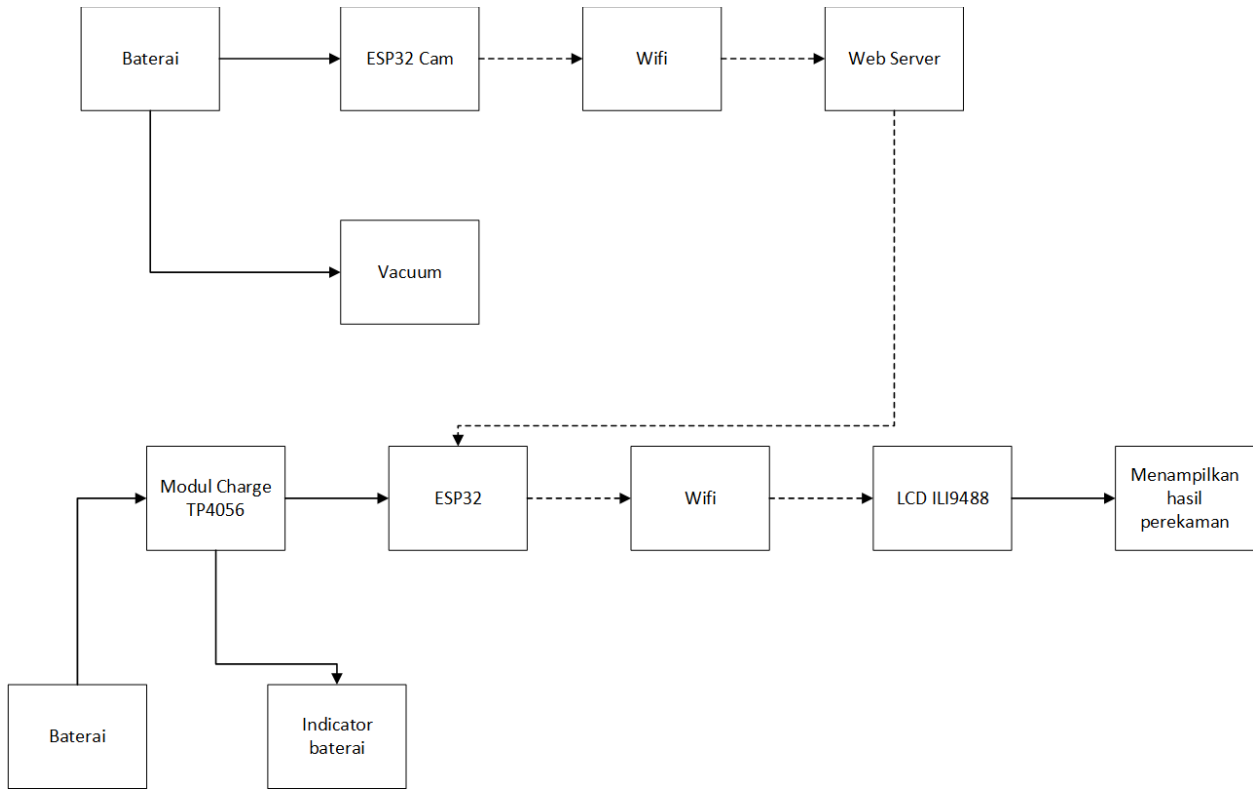 Baterai
ESP32 Cam
Wifi
Web Server
Vacuum
Modul Charge
TP4056
ESP32
Wifi
LCD ILI9488
Menampilkan
hasil
perekaman
Baterai
Indicator
baterai